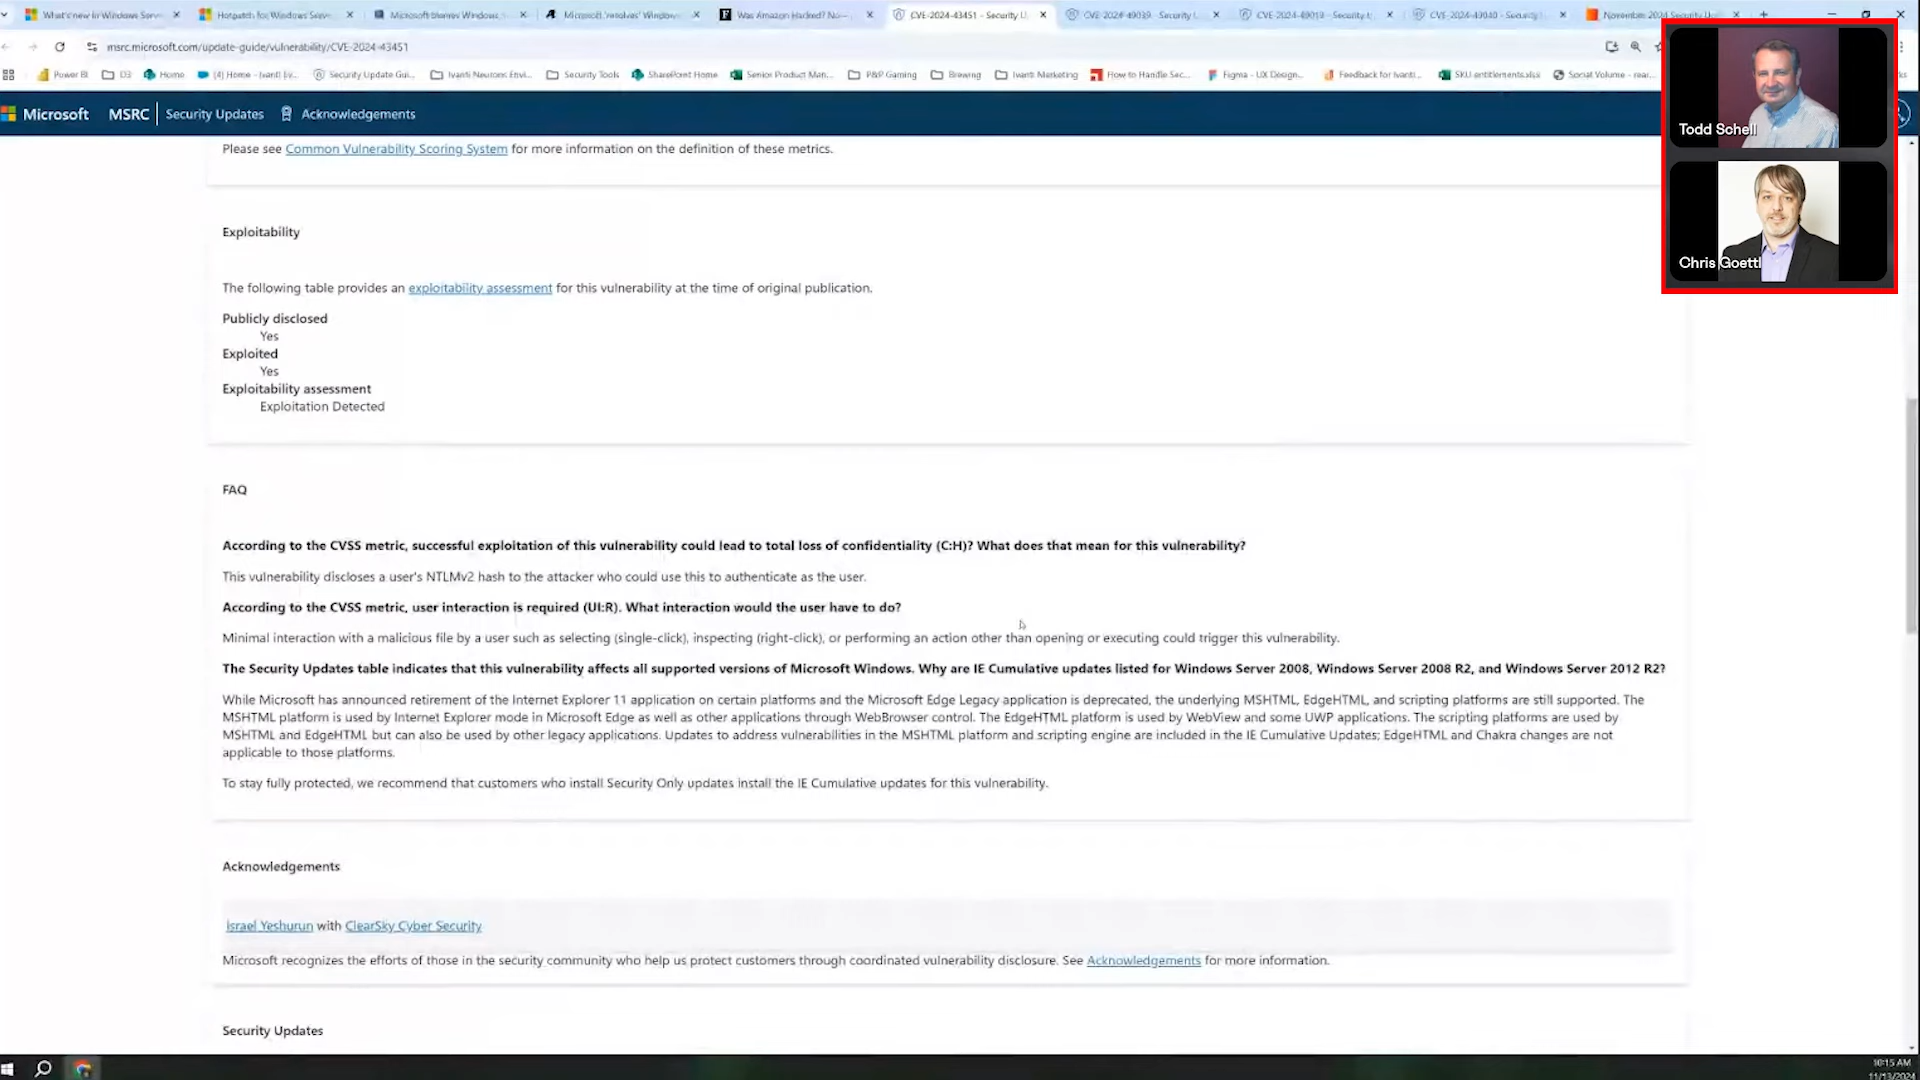 What's new in Windows Serv
Hotpatch for Windows Serve
Microsoft blames Windows
Microsoft 'resolves' Window
Was Amazon Hacked? No—
CVE-2024-43451 - Security U
CVE-2024-49039 - Security
CVE-2024-49019 - Security
CVE-2024-49040 - Security
November 2024 Security Up
msrc.microsoft.com/update-guide/vulnerability/CVE-2024-43451
Power BI
D3
Home
(4) Home - Ivanti
Security Update Gui...
Ivanti Neurons Envi...
Security Tools
SharePoint Home
Senior Product Man...
P&P Gaming
Brewing
Ivanti Marketing
How to Handle Sec...
Figma - UX Design...
Feedback for Ivanti...
SKU entitlements.xlsx
Social Volume - rear...
Microsoft
MSRC
Security Updates
Acknowledgements
Todd Schell
Chris Goettl
Please see Common Vulnerability Scoring System for more information on the definition of these metrics.
Exploitability
The following table provides an exploitability assessment for this vulnerability at the time of original publication.
Publicly disclosed
Yes
Exploited
Yes
Exploitability assessment
Exploitation Detected
FAQ
According to the CVSS metric, successful exploitation of this vulnerability could lead to total loss of confidentiality (C:H)? What does that mean for this vulnerability?
This vulnerability discloses a user's NTLMv2 hash to the attacker who could use this to authenticate as the user.
According to the CVSS metric, user interaction is required (UI:R). What interaction would the user have to do?
Minimal interaction with a malicious file by a user such as selecting (single-click), inspecting (right-click), or performing an action other than opening or executing could trigger this vulnerability.
The Security Updates table indicates that this vulnerability affects all supported versions of Microsoft Windows. Why are IE Cumulative updates listed for Windows Server 2008, Windows Server 2008 R2, and Windows Server 2012 R2?
While Microsoft has announced retirement of the Internet Explorer 11 application on certain platforms and the Microsoft Edge Legacy application is deprecated, the underlying MSHTML, EdgeHTML, and scripting platforms are still supported. The
MSHTML platform is used by Internet Explorer mode in Microsoft Edge as well as other applications through WebBrowser control. The EdgeHTML platform is used by WebView and some UWP applications. The scripting platforms are used by
MSHTML and EdgeHTML but can also be used by other legacy applications. Updates to address vulnerabilities in the MSHTML platform and scripting engine are included in the IE Cumulative Updates; EdgeHTML and Chakra changes are not
applicable to those platforms.
To stay fully protected, we recommend that customers who install Security Only updates install the IE Cumulative updates for this vulnerability.
Acknowledgements
Israel Yeshurun with ClearSky Cyber Security
Microsoft recognizes the efforts of those in the security community who help us protect customers through coordinated vulnerability disclosure. See Acknowledgements for more information.
Security Updates
10:15 AM
11/13/2024